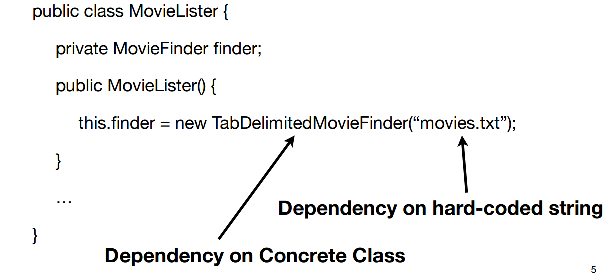 public class MovieLister {
private MovieFinder finder;
public MovieLister() {
this.finder = new TabDelimitedMovieFinder(“movies.txt”);
}
…
Dependency on hard-coded string
}
Dependency on Concrete Class
5